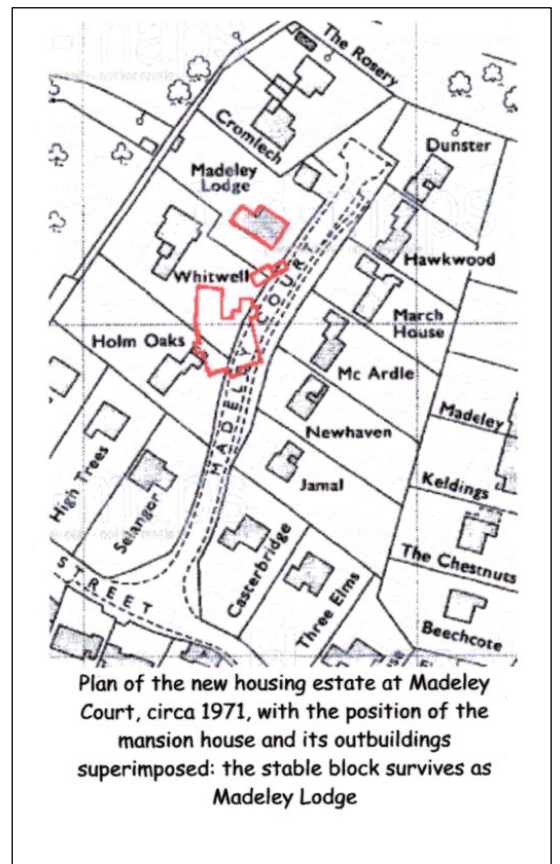 -maps
The Rosery
Cromlech
Dunster
Madeley
Lodge
Hawkwood
Whitwell
March
House
Holm Oaks
MADELEY COUR
Mc Ardle
Madeley
Newhaven
High Trees
Jamal
Keldings
Selangor
The Chestnuts
Casterbridge
STREET
Three Elms
Beechcote
Plan of the new housing estate at Madeley
Court, circa 1971, with the position of the
mansion house and its outbuildings
superimposed: the stable block survives as
Madeley Lodge